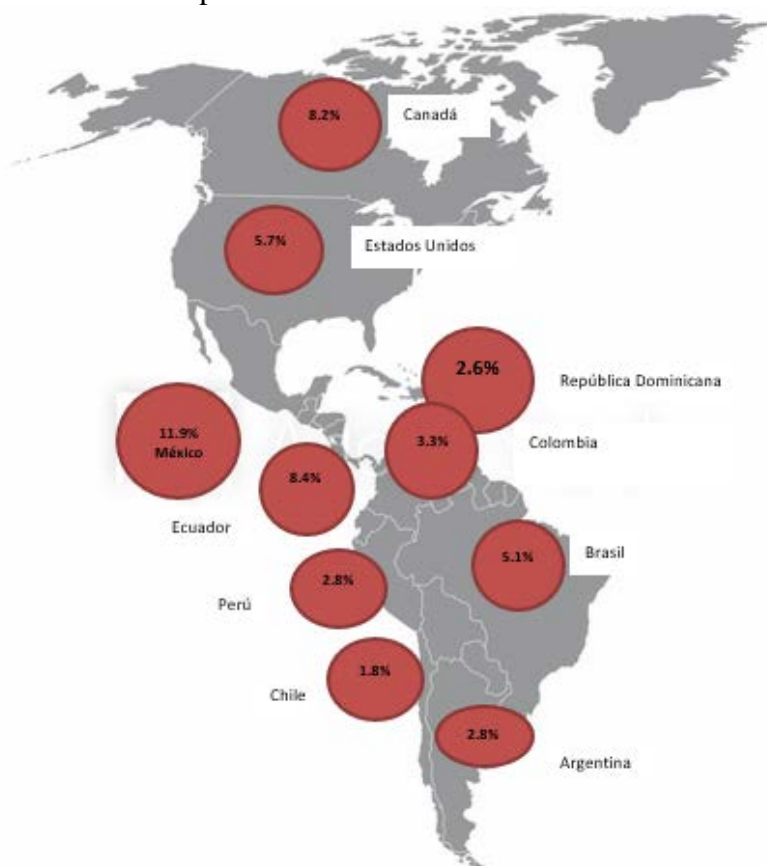 8.2%
Canadá
5.7%
Estados Unidos
2.6%
República Dominicana
11.9%
México
3.3%
Colombia
8.4%
Ecuador
5.1%
Brasil
2.8%
Perú
1.8%
Chile
2.8%
Argentina